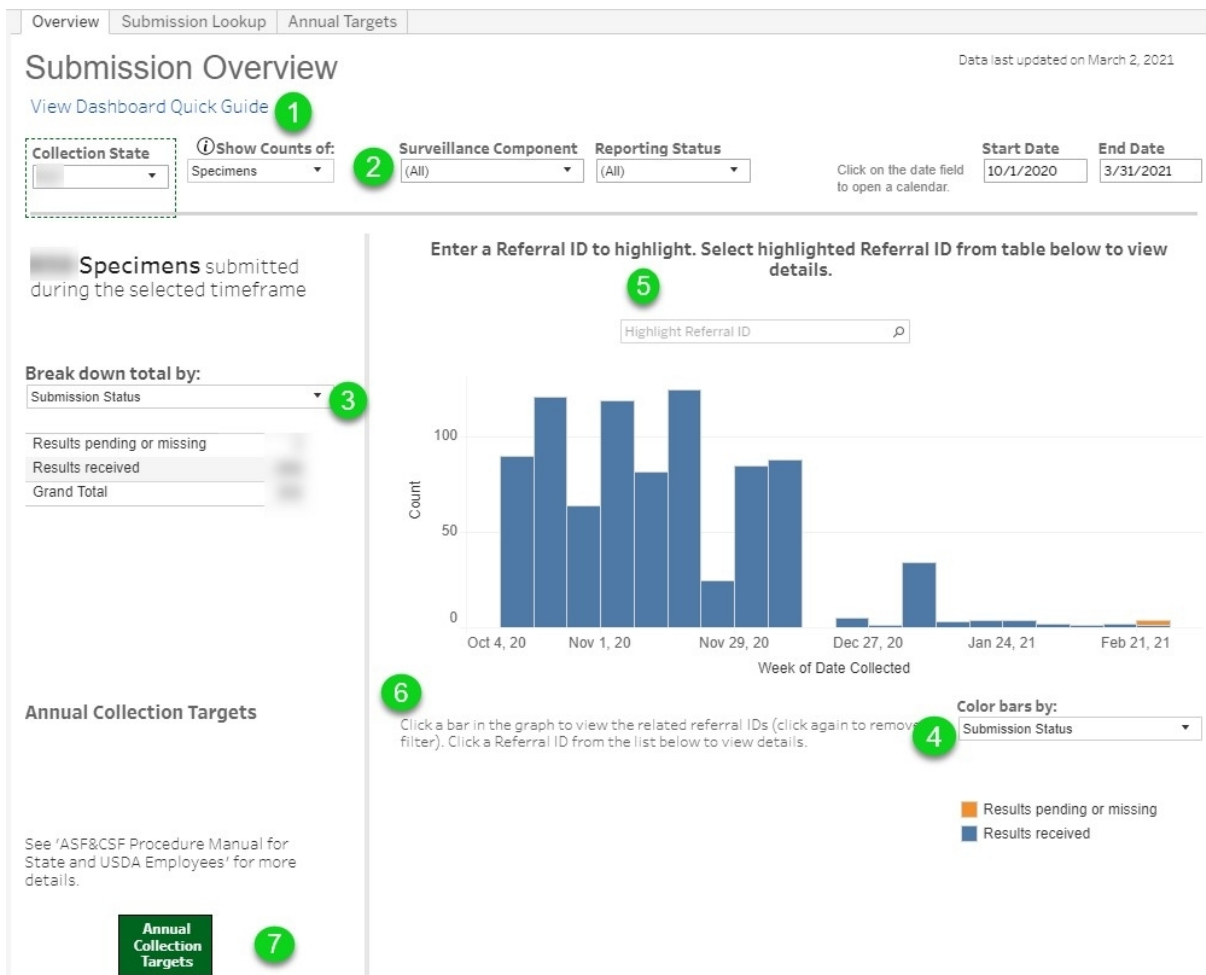 Overview
Submission Lookup
Annual Targets
Submission Overview
Data last updated on March 2, 2021
View Dashboard Quick Guide
1
Collection State
ⓘShow Counts of:
Specimens
2
Surveillance Component
(All)
Reporting Status
(All)
Click on the date field
to open a calendar.
Start Date
10/1/2020
End Date
3/31/2021
Specimens submitted
during the selected timeframe
Enter a Referral ID to highlight. Select highlighted Referral ID from table below to view
details.
5
Highlight Referral ID
Break down total by:
Submission Status
3
Results pending or missing
Results received
Grand Total
100
50
0
Count
Oct 4, 20
Nov 1, 20
Nov 29, 20
Dec 27, 20
Jan 24, 21
Feb 21, 21
Week of Date Collected
6
Click a bar in the graph to view the related referral IDs (click again to remove
filter). Click a Referral ID from the list below to view details.
Color bars by:
4
Submission Status
Results pending or missing
Results received
Annual Collection Targets
See 'ASF&CSF Procedure Manual for
State and USDA Employees' for more
details.
Annual
Collection
Targets
7